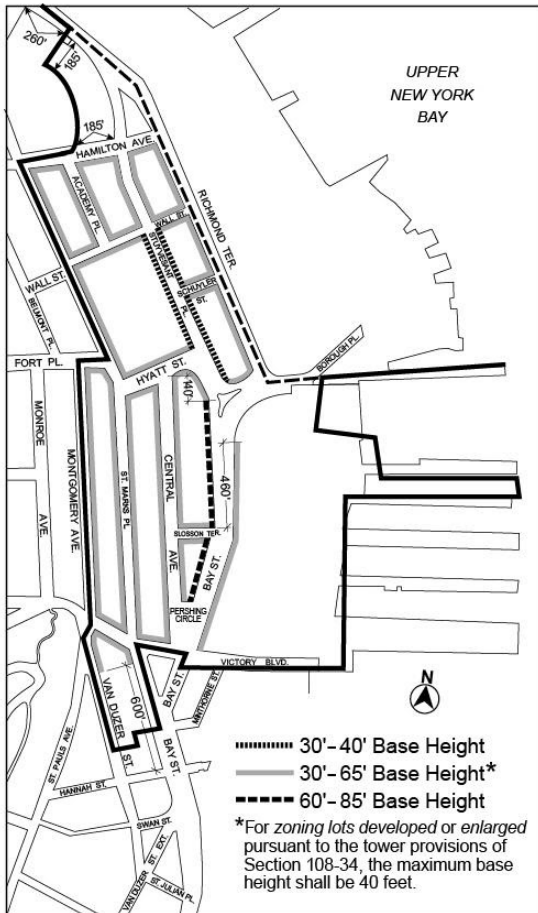 260'
185'
185'
UPPER
NEW YORK
BAY
HAMILTON AVE.
ACADEMY PL.
WALL ST.
RICHMOND TER.
STUYVESANT PL.
SCHUYLER
ST.
WALL ST.
BELMONT PL.
FORT PL.
HYATT ST.
BOROUGH PL.
140'
MONROE
AVE.
MONTGOMERY AVE.
ST. MARKS PL
CENTRAL
AVE.
460'
SLOSSON TER.
BAY ST.
PERSHING
CIRCLE
VICTORY BLVD.
N
BAY ST.
MINTHORNE ST.
VAN DUZER
ST.
600'
BAY ST.
ST. PAULS AVE.
HANNAH ST.
SWAN ST.
VAN DUZER ST. EXT.
ST. JULIAN PL.
30'-40' Base Height
30'-65' Base Height*
60'-85' Base Height
*For zoning lots developed or enlarged
pursuant to the tower provisions of
Section 108-34, the maximum base
height shall be 40 feet.